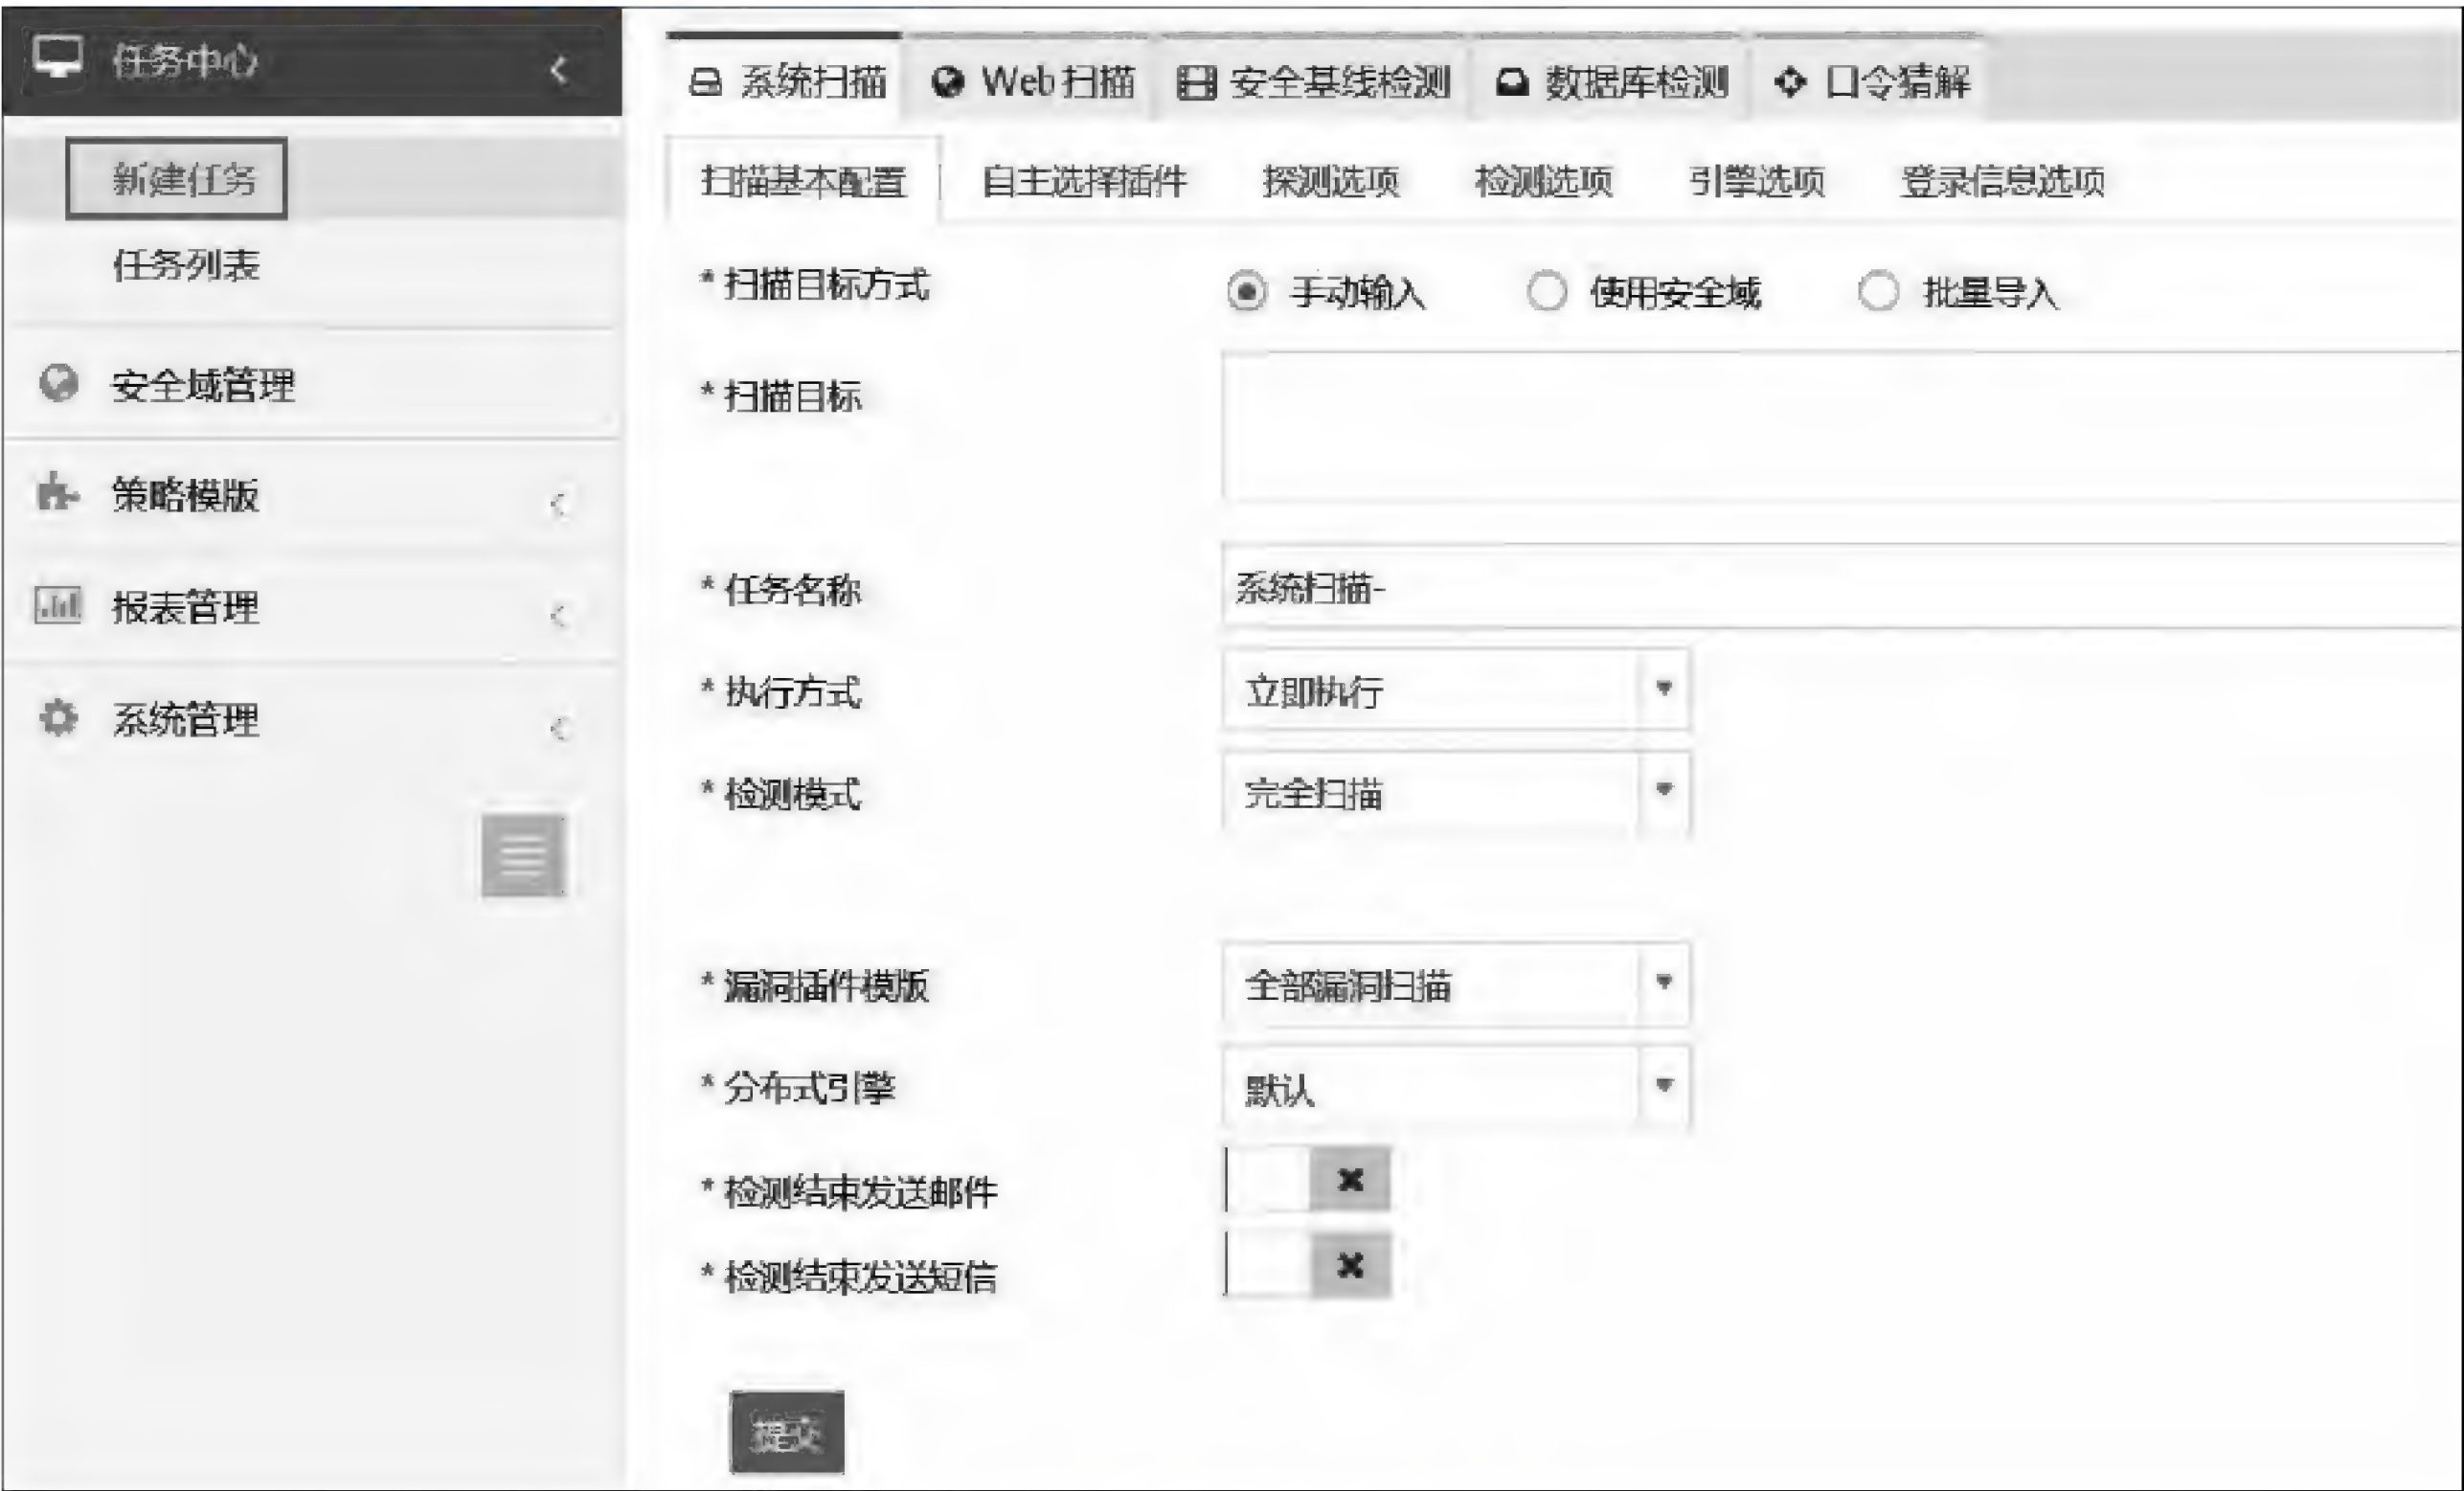 任务中心
新建任务
任务列表
安全域管理
策略模版
报表管理
系统管理
系统扫描 Web扫描 安全基线检测 数据库检测 口令猜解
扫描基本配置 自主选择插件 探测选项 检测选项 引擎选项 登录信息选项
* 扫描目标方式 手动输入 使用安全域 批量导入
* 扫描目标
* 任务名称 系统扫描-
* 执行方式 立即执行
* 检测模式 完全扫描
* 漏洞插件模版 全部漏洞扫描
* 分布式引擎 默认
* 检测结束发送邮件
* 检测结束发送短信
提交